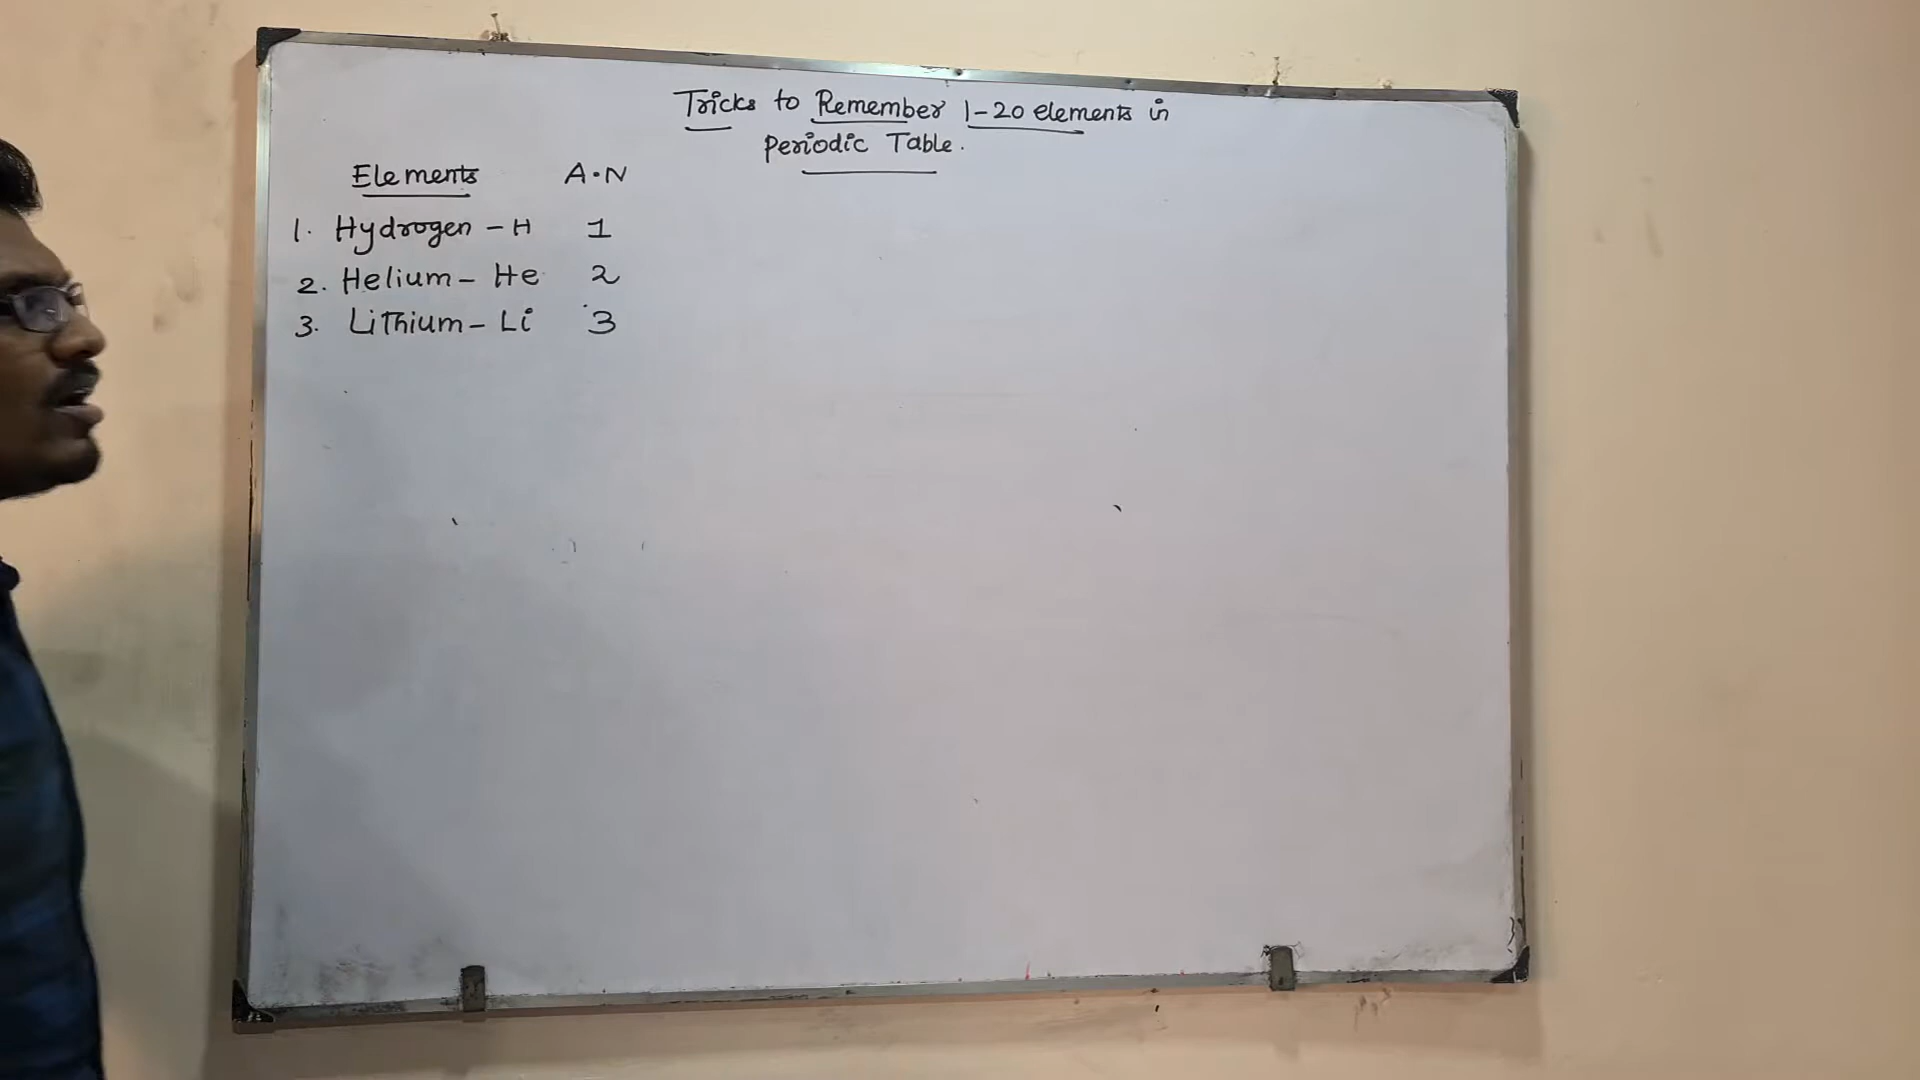 Tricks to Remember 1-20 elements in
Periodic Table.
Elements A.N
1. Hydrogen - H 1
2. Helium - He 2
3. Lithium - Li 3